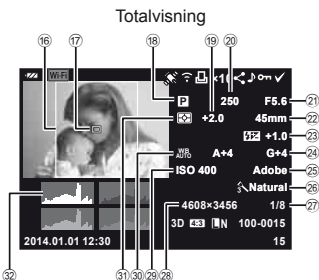 Totalvisning
⑯ ⑰ ⑱ ⑲ ⑳
Wi-Fi ×10
P 250 F5.6 ㉑
+2.0 45mm ㉒
+1.0 ㉓
WB AUTO A+4 G+4 ㉔
ISO 400 Adobe ㉕
Natural ㉖
4608×3456 1/8 ㉗
3D 4:3 LN 100-0015
2014.01.01 12:30 15
㉜ ㉛ ㉚ ㉙ ㉘